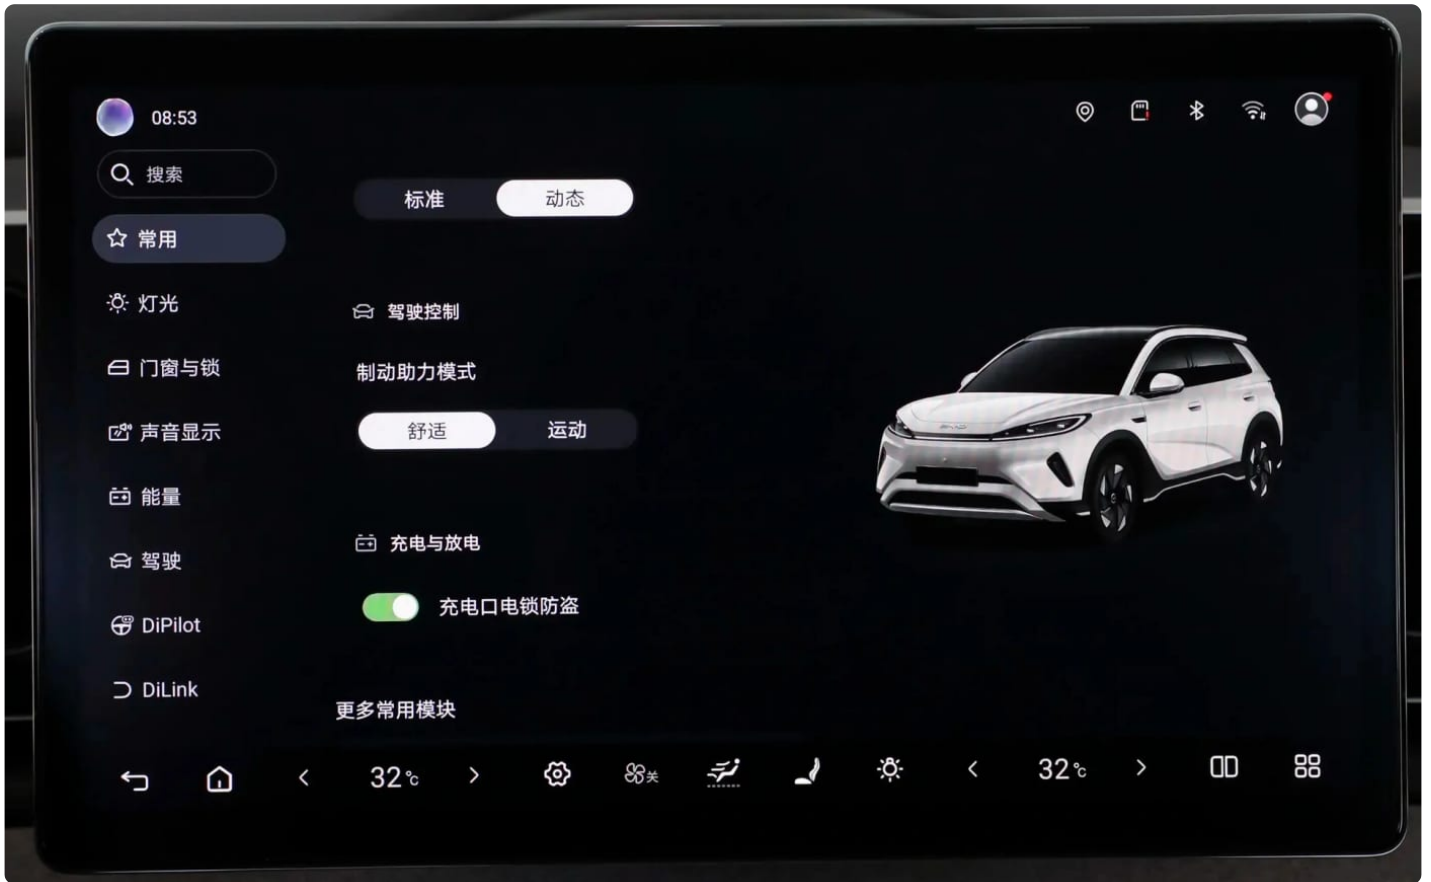 08:53
搜索
常用
灯光
门窗与锁
声音显示
能量
驾驶
DiPilot
DiLink
标准 动态
驾驶控制
制动助力模式
舒适 运动
充电与放电
充电口电锁防盗
更多常用模块
32℃ 关 32℃